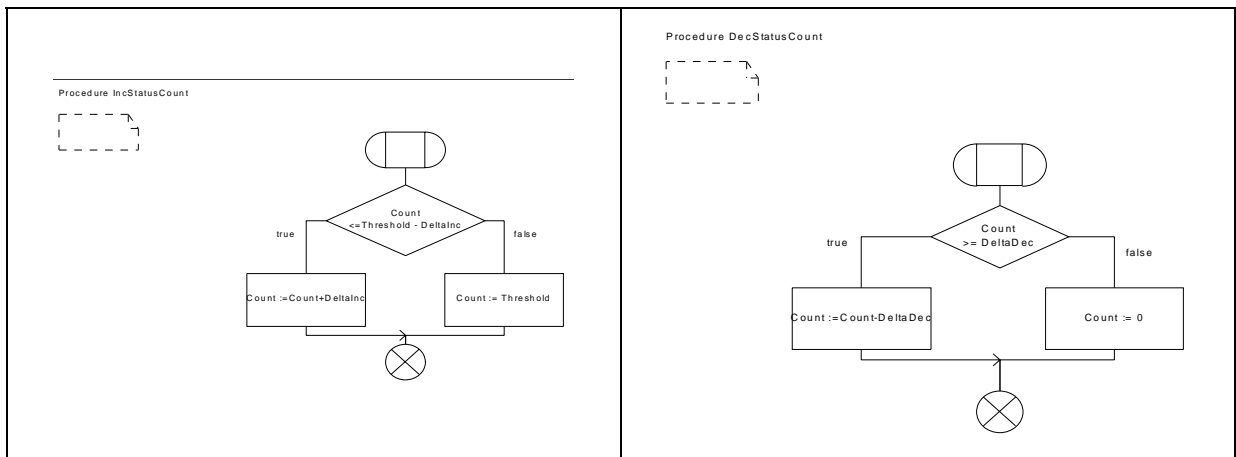 Procedure IncStatusCount
Count
<=Threshold - DeltaInc
true
false
Count :=Count+DeltaInc
Count := Threshold
Procedure DecStatusCount
Count
>= DeltaDec
true
false
Count :=Count-DeltaDec
Count := 0